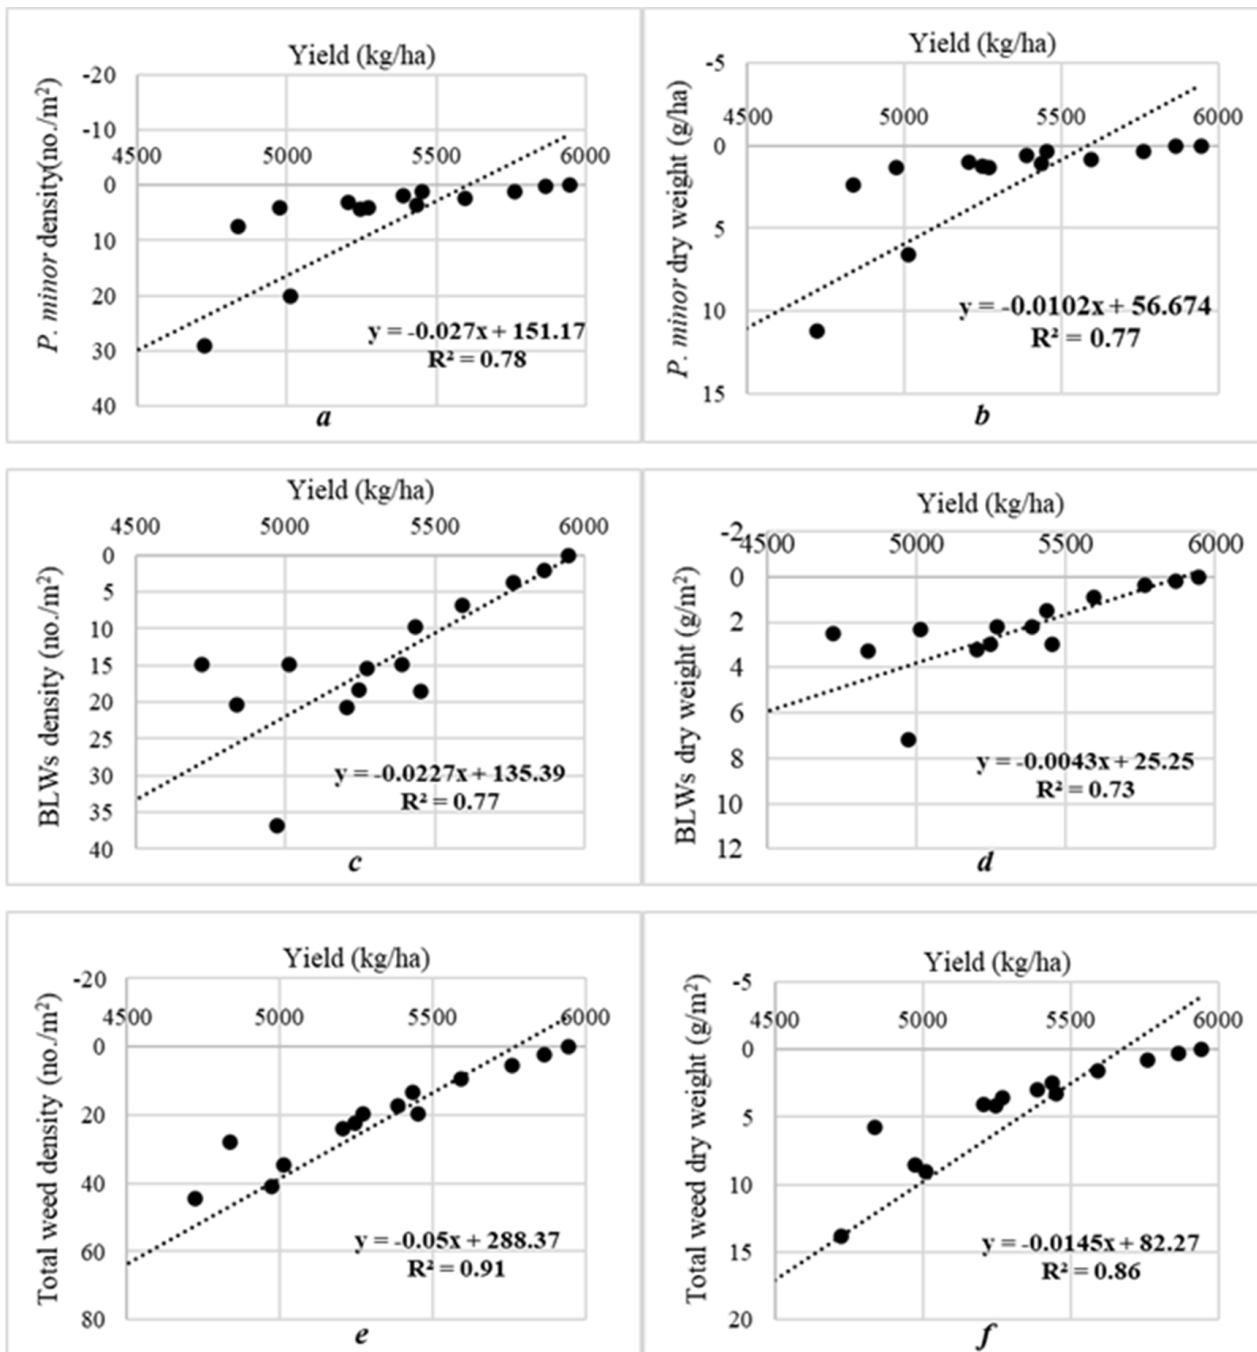 Yield (kg/ha)
-20
-10
4500 5000 5500 6000
0
10
20
30
40
P. minor density(no./m²)
y = -0.027x + 151.17
R² = 0.78
a
Yield (kg/ha)
-5
4500 5000 5500 6000
0
5
10
15
P. minor dry weight (g/ha)
y = -0.0102x + 56.674
R² = 0.77
b
Yield (kg/ha)
4500 5000 5500 6000
0
5
10
15
20
25
30
35
40
BLWs density (no./m²)
y = -0.0227x + 135.39
R² = 0.77
c
Yield (kg/ha)
-2
4500 5000 5500 6000
0
2
4
6
8
10
12
BLWs dry weight (g/m²)
y = -0.0043x + 25.25
R² = 0.73
d
Yield (kg/ha)
-20
4500 5000 5500 6000
0
20
40
60
80
Total weed density (no./m²)
y = -0.05x + 288.37
R² = 0.91
e
Yield (kg/ha)
-5
4500 5000 5500 6000
0
5
10
15
20
Total weed dry weight (g/m²)
y = -0.0145x + 82.27
R² = 0.86
f